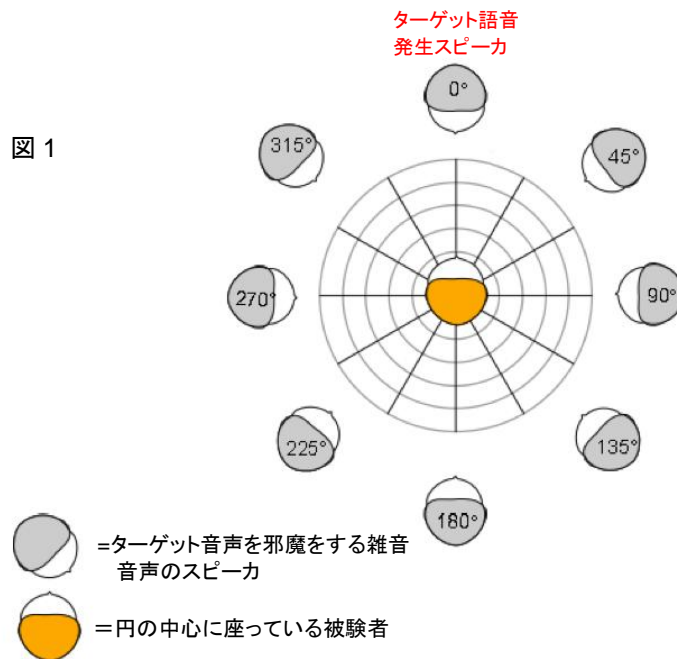 ターゲット語音
発生スピーカ
0°
図 1
315°
45°
270°
90°
225°
135°
180°
=ターゲット音声を邪魔をする雑音
音声のスピーカ
＝円の中心に座っている被験者